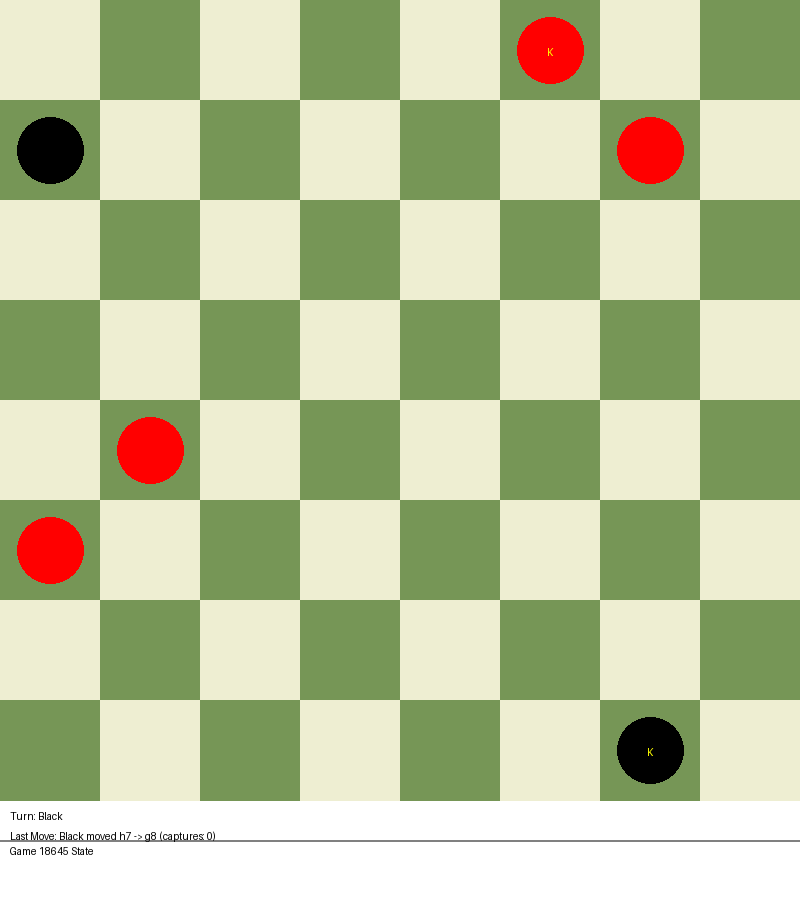 K
K
Turn: Black
Last Move: Black moved h7 -> g8 (captures: 0)
Game 18645 State